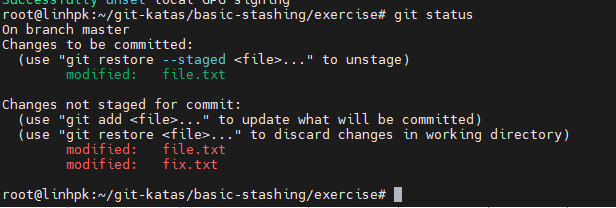 Successfully unset local GPG signing
root@linhpk:~/git-katas/basic-stashing/exercise# git status
On branch master
Changes to be committed:
  (use "git restore --staged <file>..." to unstage)
        modified:   file.txt

Changes not staged for commit:
  (use "git add <file>..." to update what will be committed)
  (use "git restore <file>..." to discard changes in working directory)
        modified:   file.txt
        modified:   fix.txt

root@linhpk:~/git-katas/basic-stashing/exercise#